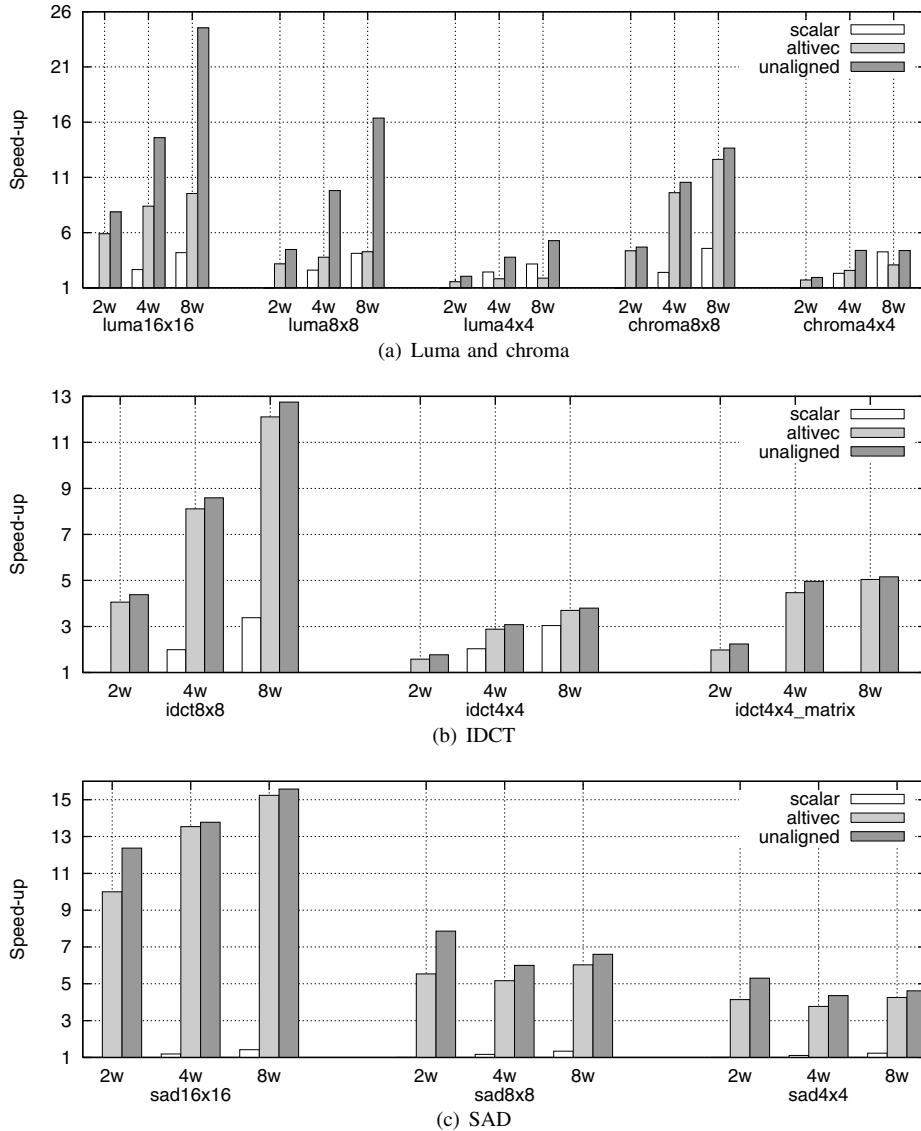 26
21
16
11
6
1
Speed-up
scalar
altivec
unaligned
2w 4w 8w 2w 4w 8w 2w 4w 8w 2w 4w 8w 2w 4w 8w
luma16x16 luma8x8 luma4x4 chroma8x8 chroma4x4
(a) Luma and chroma
13
11
9
7
5
3
1
Speed-up
scalar
altivec
unaligned
2w 4w 8w 2w 4w 8w 2w 4w 8w
idct8x8 idct4x4 idct4x4_matrix
(b) IDCT
15
13
11
9
7
5
3
1
Speed-up
scalar
altivec
unaligned
2w 4w 8w 2w 4w 8w 2w 4w 8w
sad16x16 sad8x8 sad4x4
(c) SAD